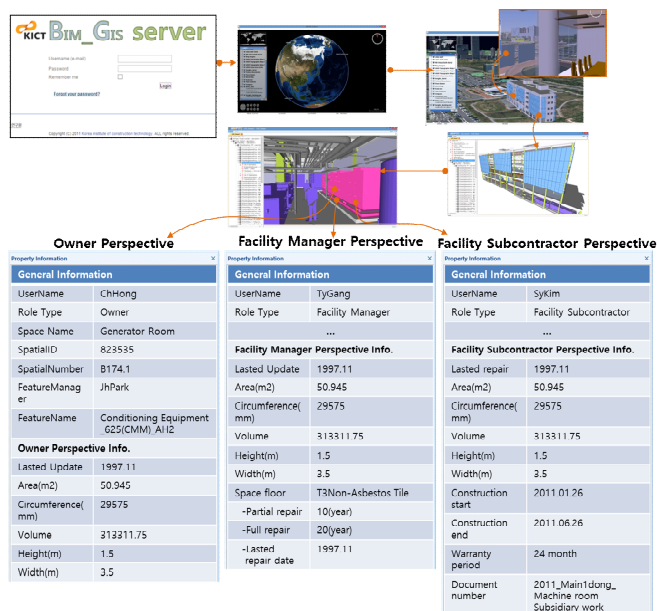 KICT BIM_GIS server
Username (e-mail)
Password
Remember me
Login
Forgot your password?
Copyright (C) 2011 Korea institute of construction technology. ALL rights reserved.
Owner Perspective
Facility Manager Perspective
Facility Subcontractor Perspective
Property Information x
General Information
UserName ChHong
Role Type Owner
Space Name Generator Room
SpatialID 823535
SpatialNumber B174.1
FeatureManag
er JhPark
FeatureName Conditioning Equipment
_625(CMM)_AH2
Owner Perspective Info.
Lasted Update 1997.11
Area(m2) 50.945
Circumference(
mm) 29575
Volume 313311.75
Height(m) 1.5
Width(m) 3.5
Property Information x
General Information
UserName TyGang
Role Type Facility Manager
...
Facility Manager Perspective Info.
Lasted Update 1997.11
Area(m2) 50.945
Circumference(
mm) 29575
Volume 313311.75
Height(m) 1.5
Width(m) 3.5
Space floor T3Non-Asbestos Tile
-Partial repair 10(year)
-Full repair 20(year)
-Lasted
repair date 1997.11
Property Information x
General Information
UserName SyKim
Role Type Facility Subcontractor
...
Facility Subcontractor Perspective Info.
Lasted repair 1997.11
Area(m2) 50.945
Circumference(
mm) 29575
Volume 313311.75
Height(m) 1.5
Width(m) 3.5
Construction
start 2011.01.26
Construction
end 2011.06.26
Warranty
period 24 month
Document
number 2011_Main1dong_
Machine room
Subsidiary work